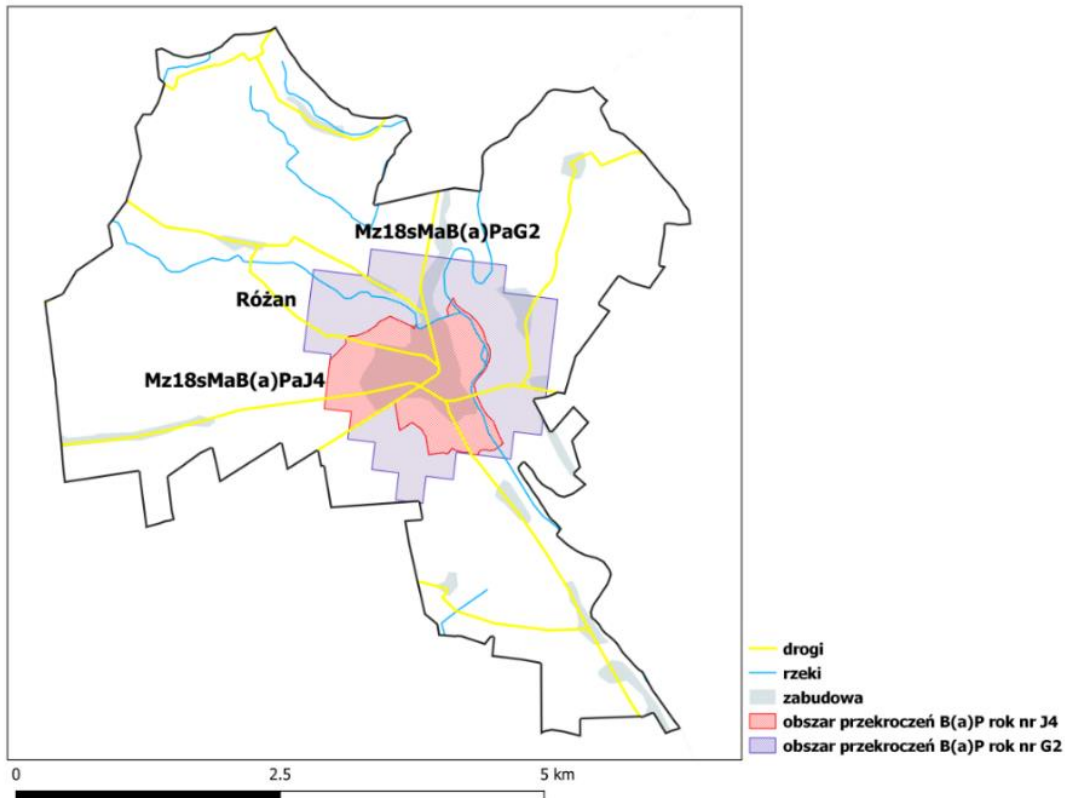 Mz18sMaB(a)PaG2
Różan
Mz18sMaB(a)PaJ4
drogi
rzeki
zabudowa
obszar przekroczeń B(a)P rok nr J4
obszar przekroczeń B(a)P rok nr G2
0 2.5 5 km